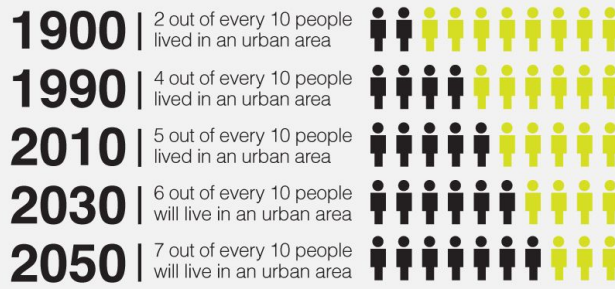 1900 | 2 out of every 10 people
lived in an urban area
1990 | 4 out of every 10 people
lived in an urban area
2010 | 5 out of every 10 people
lived in an urban area
2030 | 6 out of every 10 people
will live in an urban area
2050 | 7 out of every 10 people
will live in an urban area